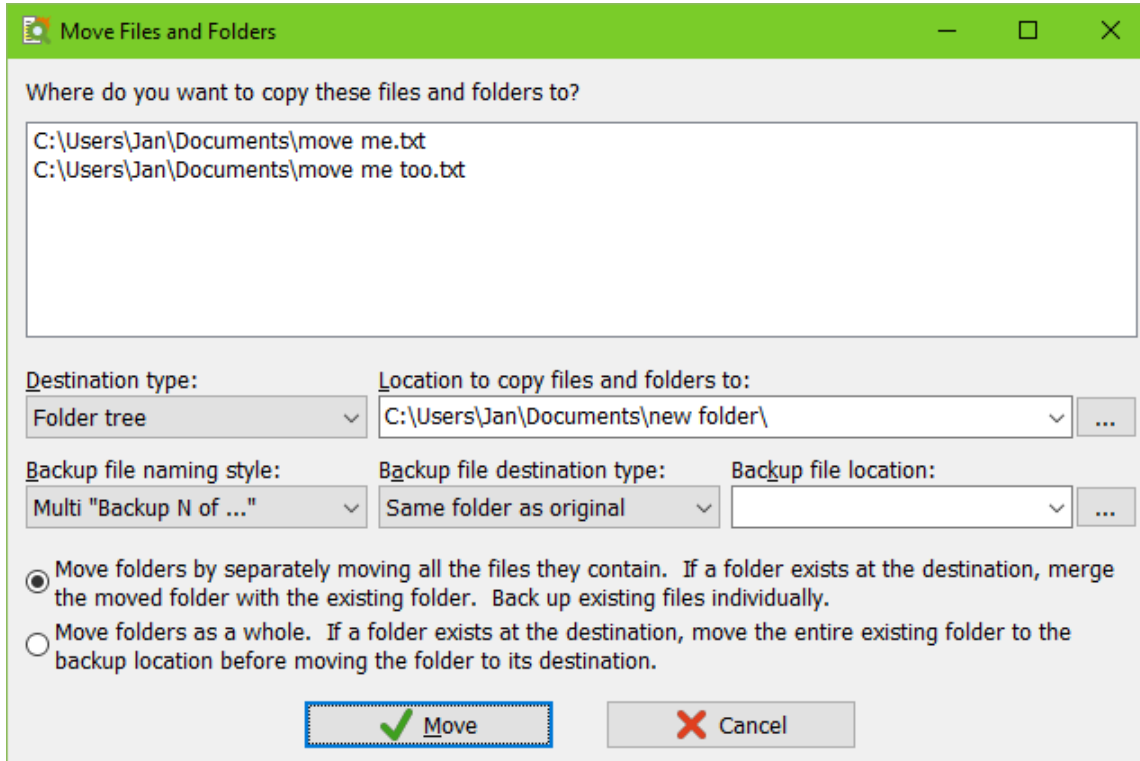 Move Files and Folders
Where do you want to copy these files and folders to?
C:\Users\Jan\Documents\move me.txt
C:\Users\Jan\Documents\move me too.txt
Destination type:
Location to copy files and folders to:
Folder tree
C:\Users\Jan\Documents\new folder\
...
Backup file naming style:
Backup file destination type:
Backup file location:
Multi "Backup N of ..."
Same folder as original
...
Move folders by separately moving all the files they contain.  If a folder exists at the destination, merge
the moved folder with the existing folder.  Back up existing files individually.
Move folders as a whole.  If a folder exists at the destination, move the entire existing folder to the
backup location before moving the folder to its destination.
Move
Cancel